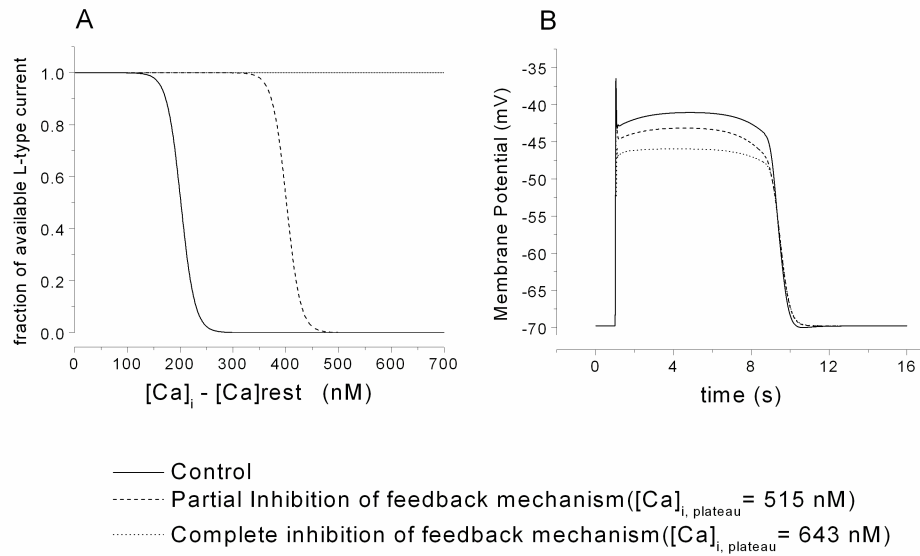 A
B
fraction of available L-type current
1.0
0.8
0.6
0.4
0.2
0.0
0 100 200 300 400 500 600 700
[Ca]i - [Ca]rest (nM)
Membrane Potential (mV)
-35
-40
-45
-50
-55
-60
-65
-70
0 4 8 12 16
time (s)
Control
Partial Inhibition of feedback mechanism([Ca]i, plateau= 515 nM)
Complete inhibition of feedback mechanism([Ca]i, plateau= 643 nM)